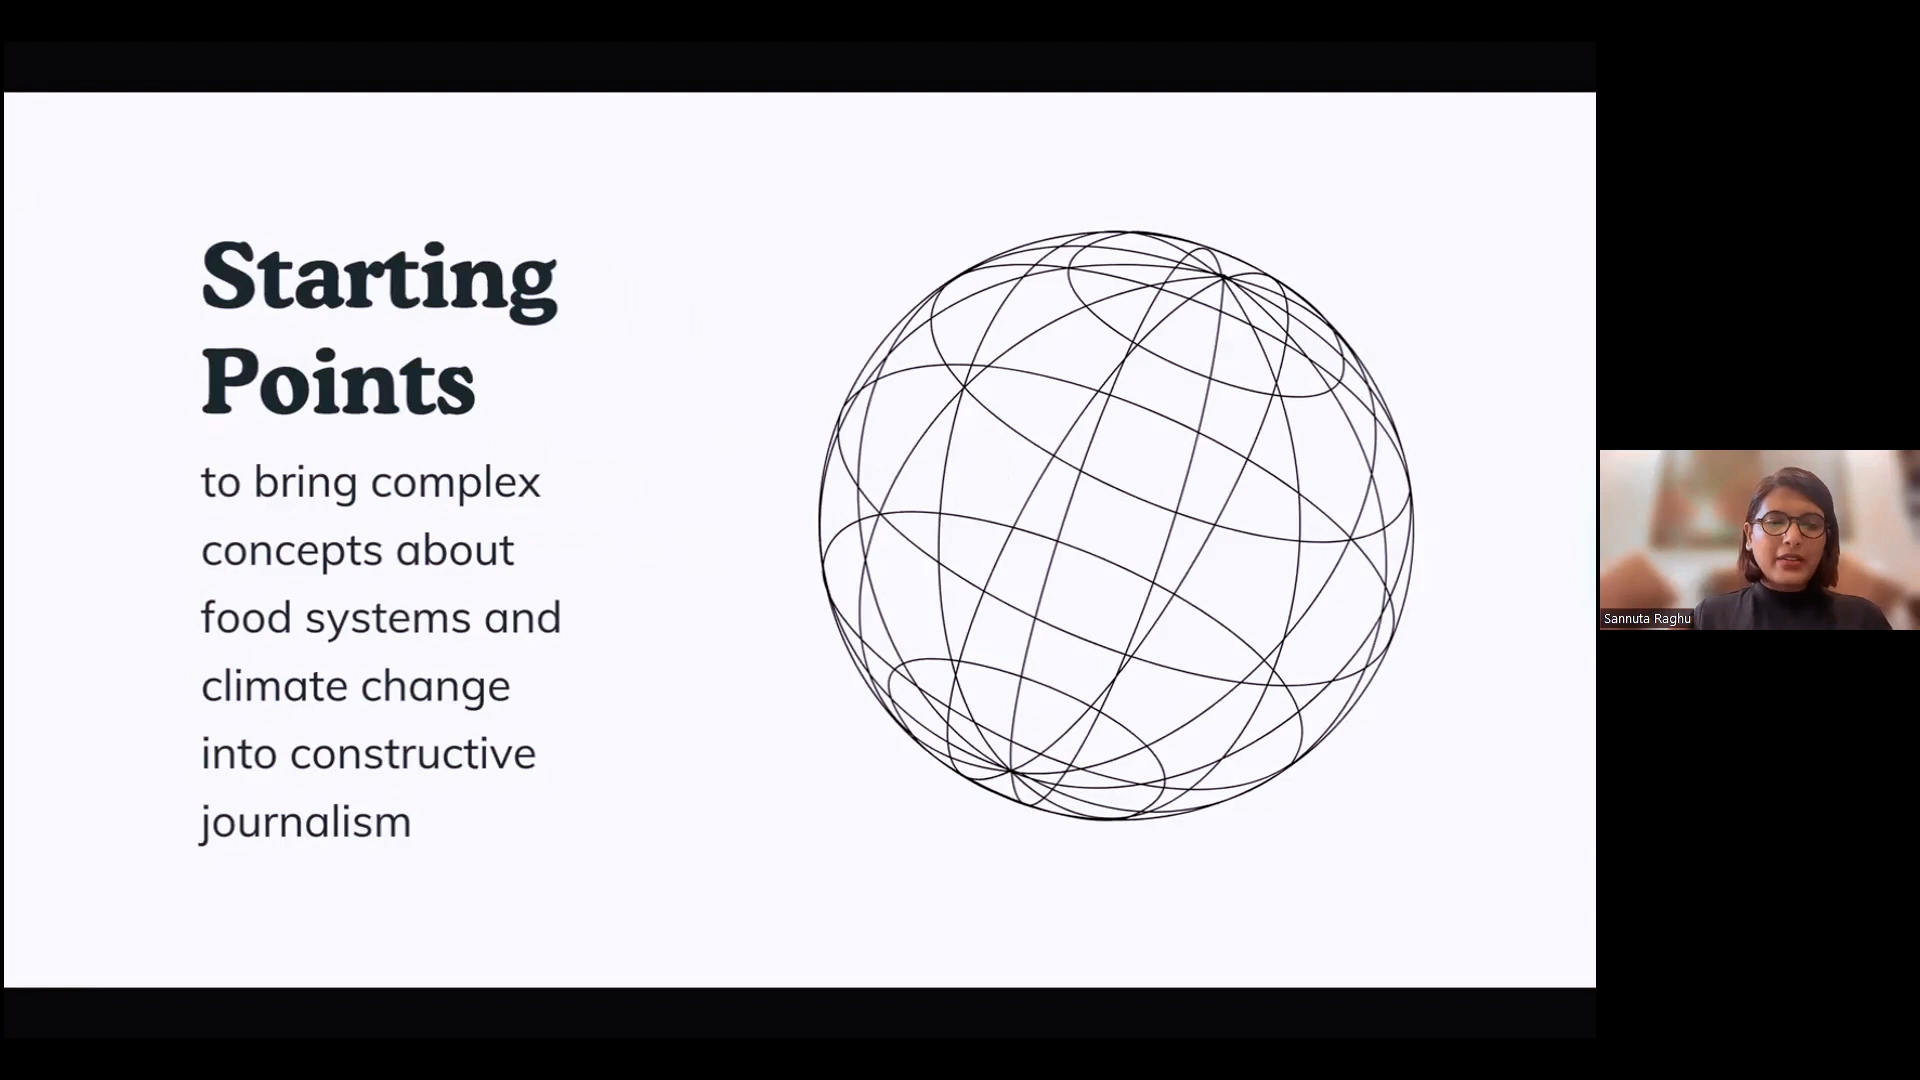 Starting
Points
to bring complex
concepts about
food systems and
climate change
into constructive
journalism
Sannuta Raghu